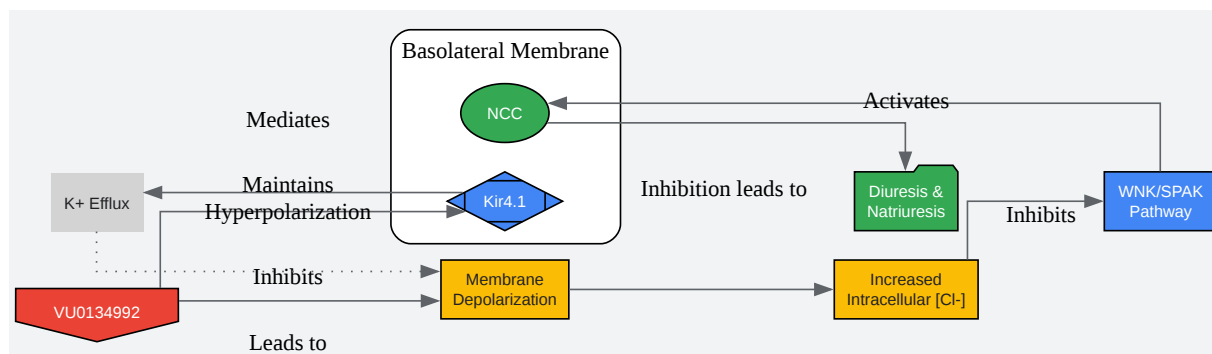 Basolateral Membrane
NCC
Activates
Mediates
K+ Efflux
Maintains
Hyperpolarization
Kir4.1
Inhibition leads to
Diuresis &
Natriuresis
Inhibits
WNK/SPAK
Pathway
VU0134992
Inhibits
Membrane
Depolarization
Increased
Intracellular [Cl-]
Leads to